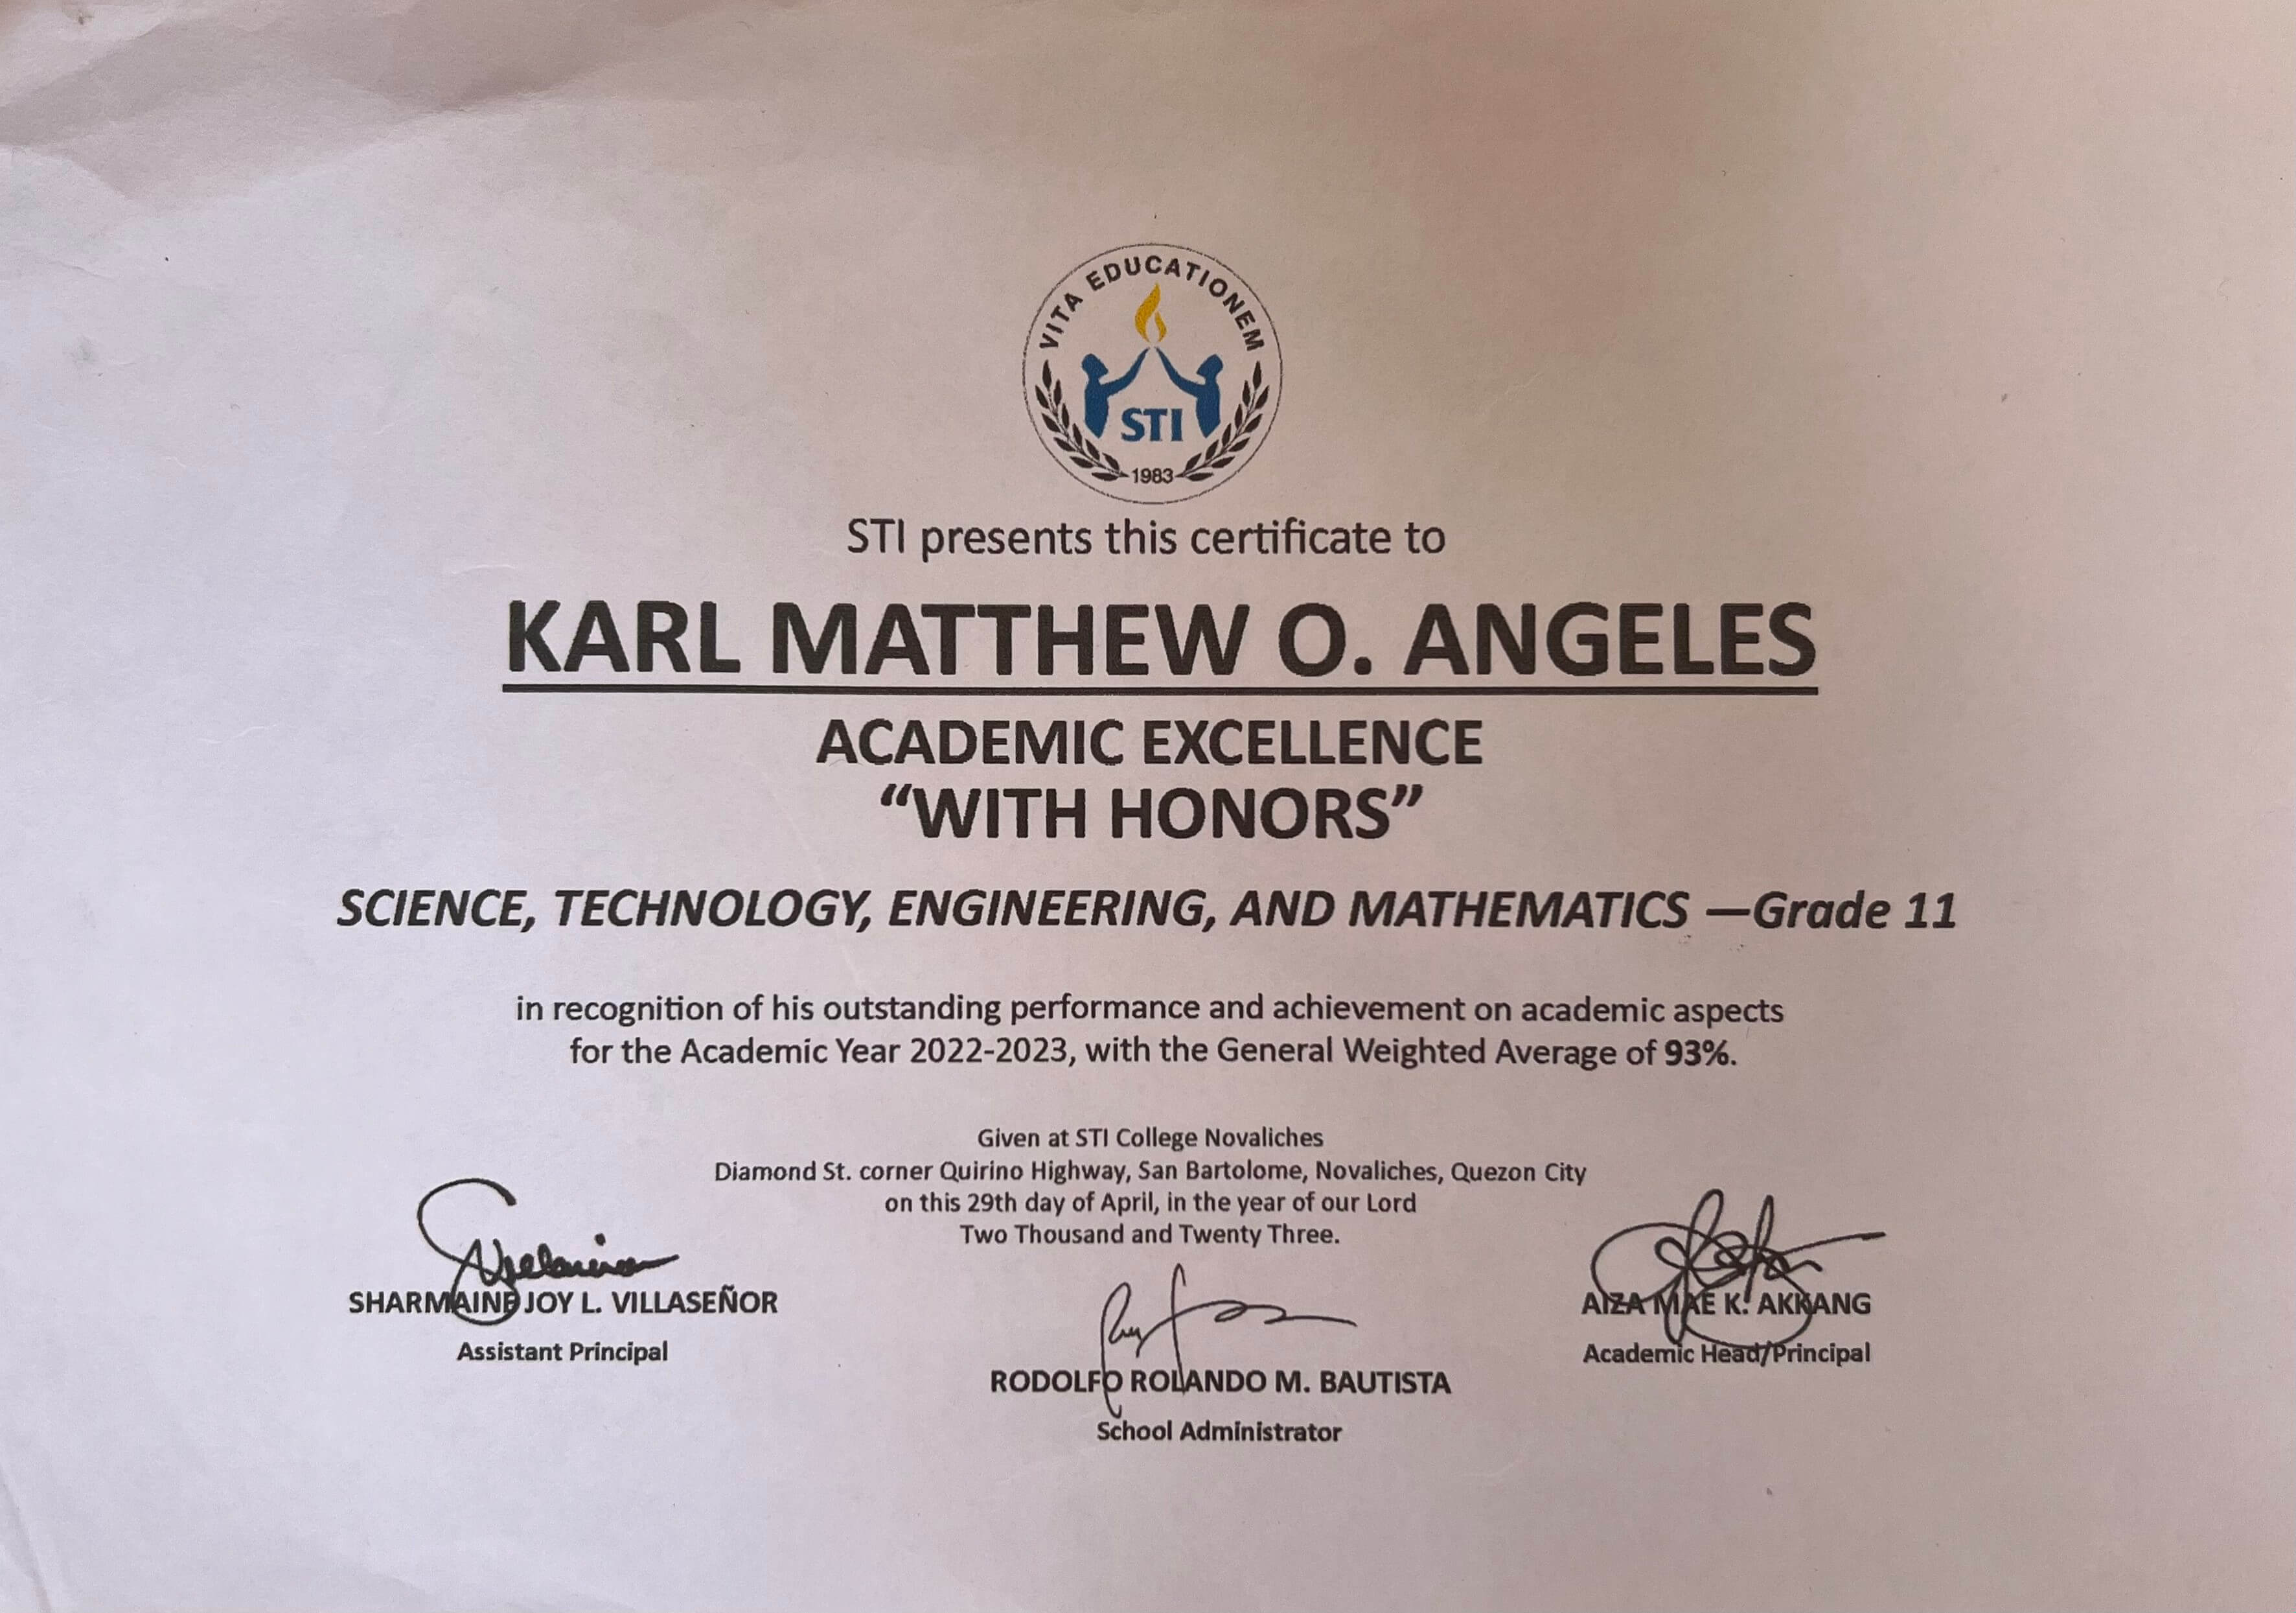 VITA EDUCATIONEM
STI
1983
STI presents this certificate to
KARL MATTHEW O. ANGELES
ACADEMIC EXCELLENCE
“WITH HONORS”
SCIENCE, TECHNOLOGY, ENGINEERING, AND MATHEMATICS —Grade 11
in recognition of his outstanding performance and achievement on academic aspects
for the Academic Year 2022-2023, with the General Weighted Average of 93%.
Given at STI College Novaliches
Diamond St. corner Quirino Highway, San Bartolome, Novaliches, Quezon City
on this 29th day of April, in the year of our Lord
Two Thousand and Twenty Three.
SHARMAINE JOY L. VILLASEÑOR
Assistant Principal
RODOLFO ROLANDO M. BAUTISTA
School Administrator
AIZA MAE K. AKKANG
Academic Head/Principal